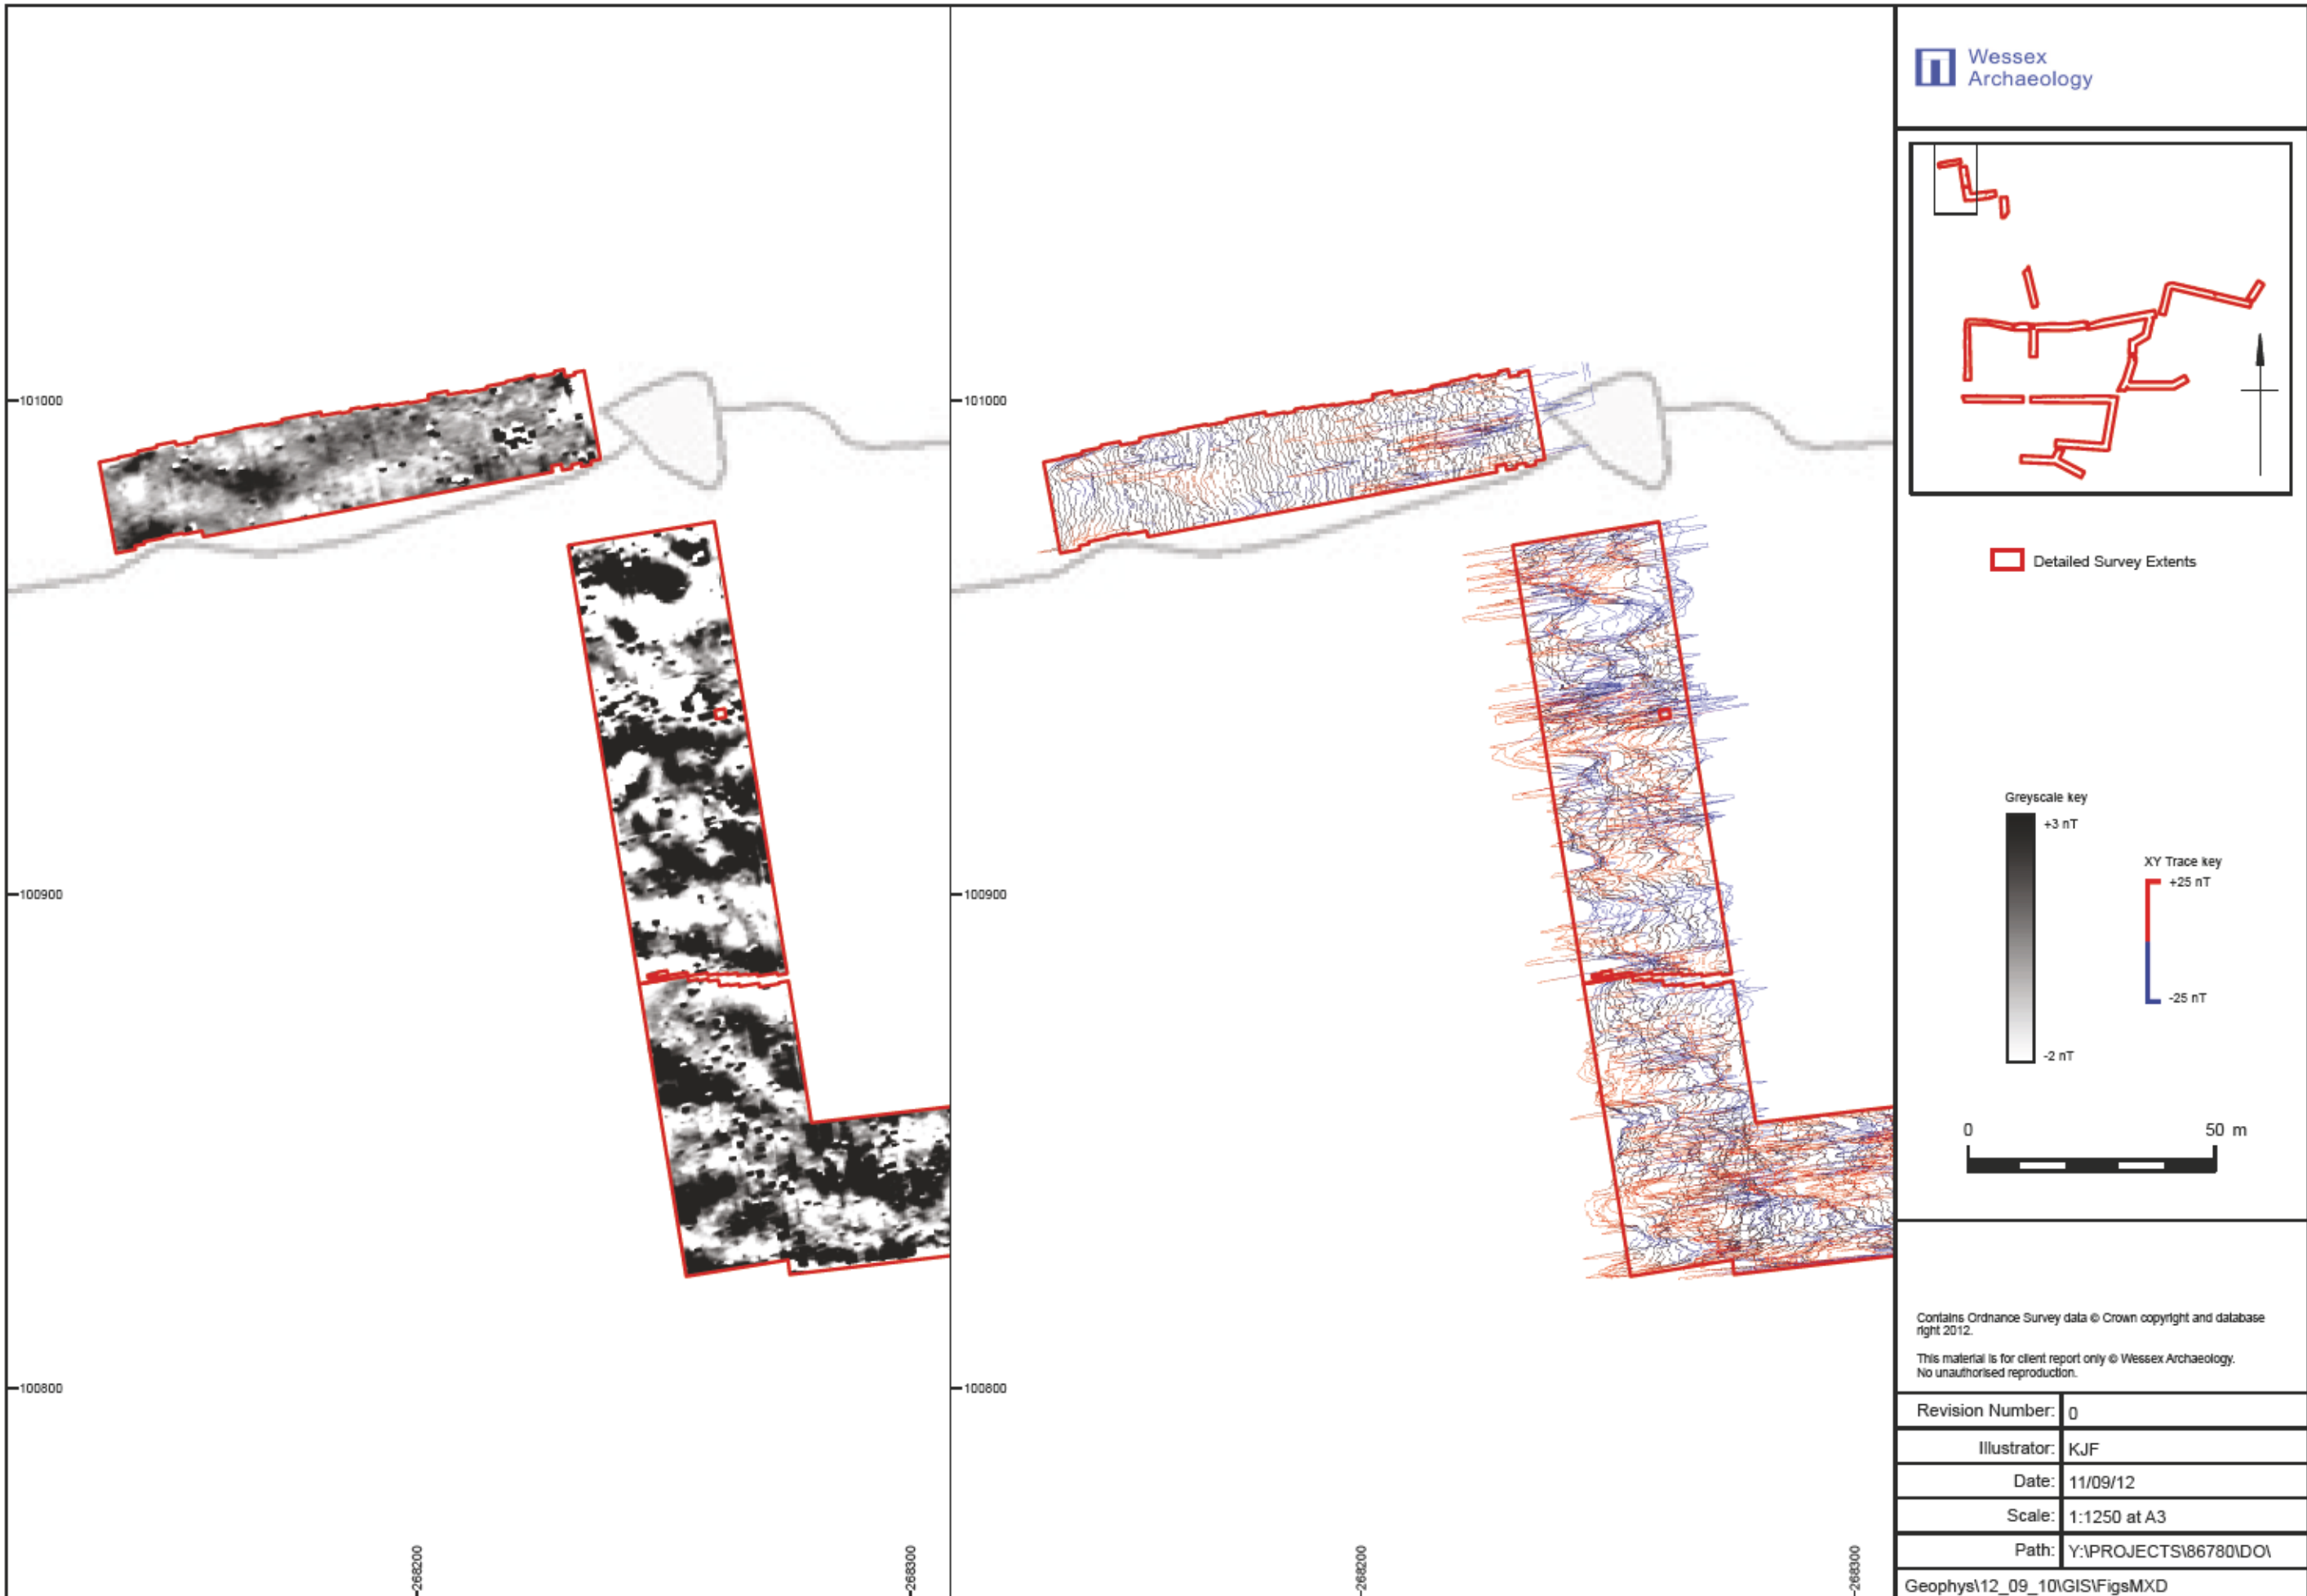 Wessex
Archaeology
101000
101000
Detailed Survey Extents
Greyscale key
+3 nT
XY Trace key
+25 nT
100900
100900
-25 nT
-2 nT
0 50 m
Contains Ordnance Survey data © Crown copyright and database
right 2012.
This material is for client report only © Wessex Archaeology.
No unauthorised reproduction.
100800
100800
Revision Number: 0
Illustrator: KJF
Date: 11/09/12
Scale: 1:1250 at A3
Path: Y:\PROJECTS\86780\DO\
Geophys\12_09_10\GIS\FigsMXD
268200
268300
268200
268300